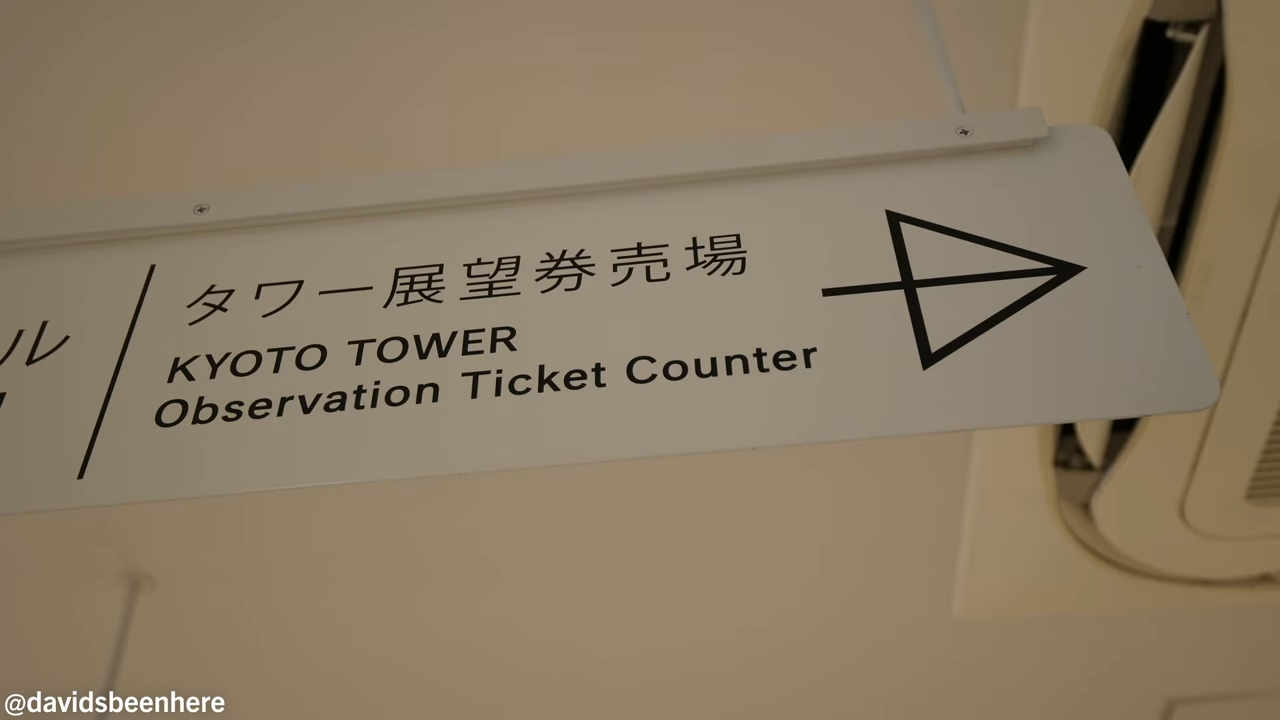 ル
タワー展望券売場
KYOTO TOWER
Observation Ticket Counter
@davidsbeenhere